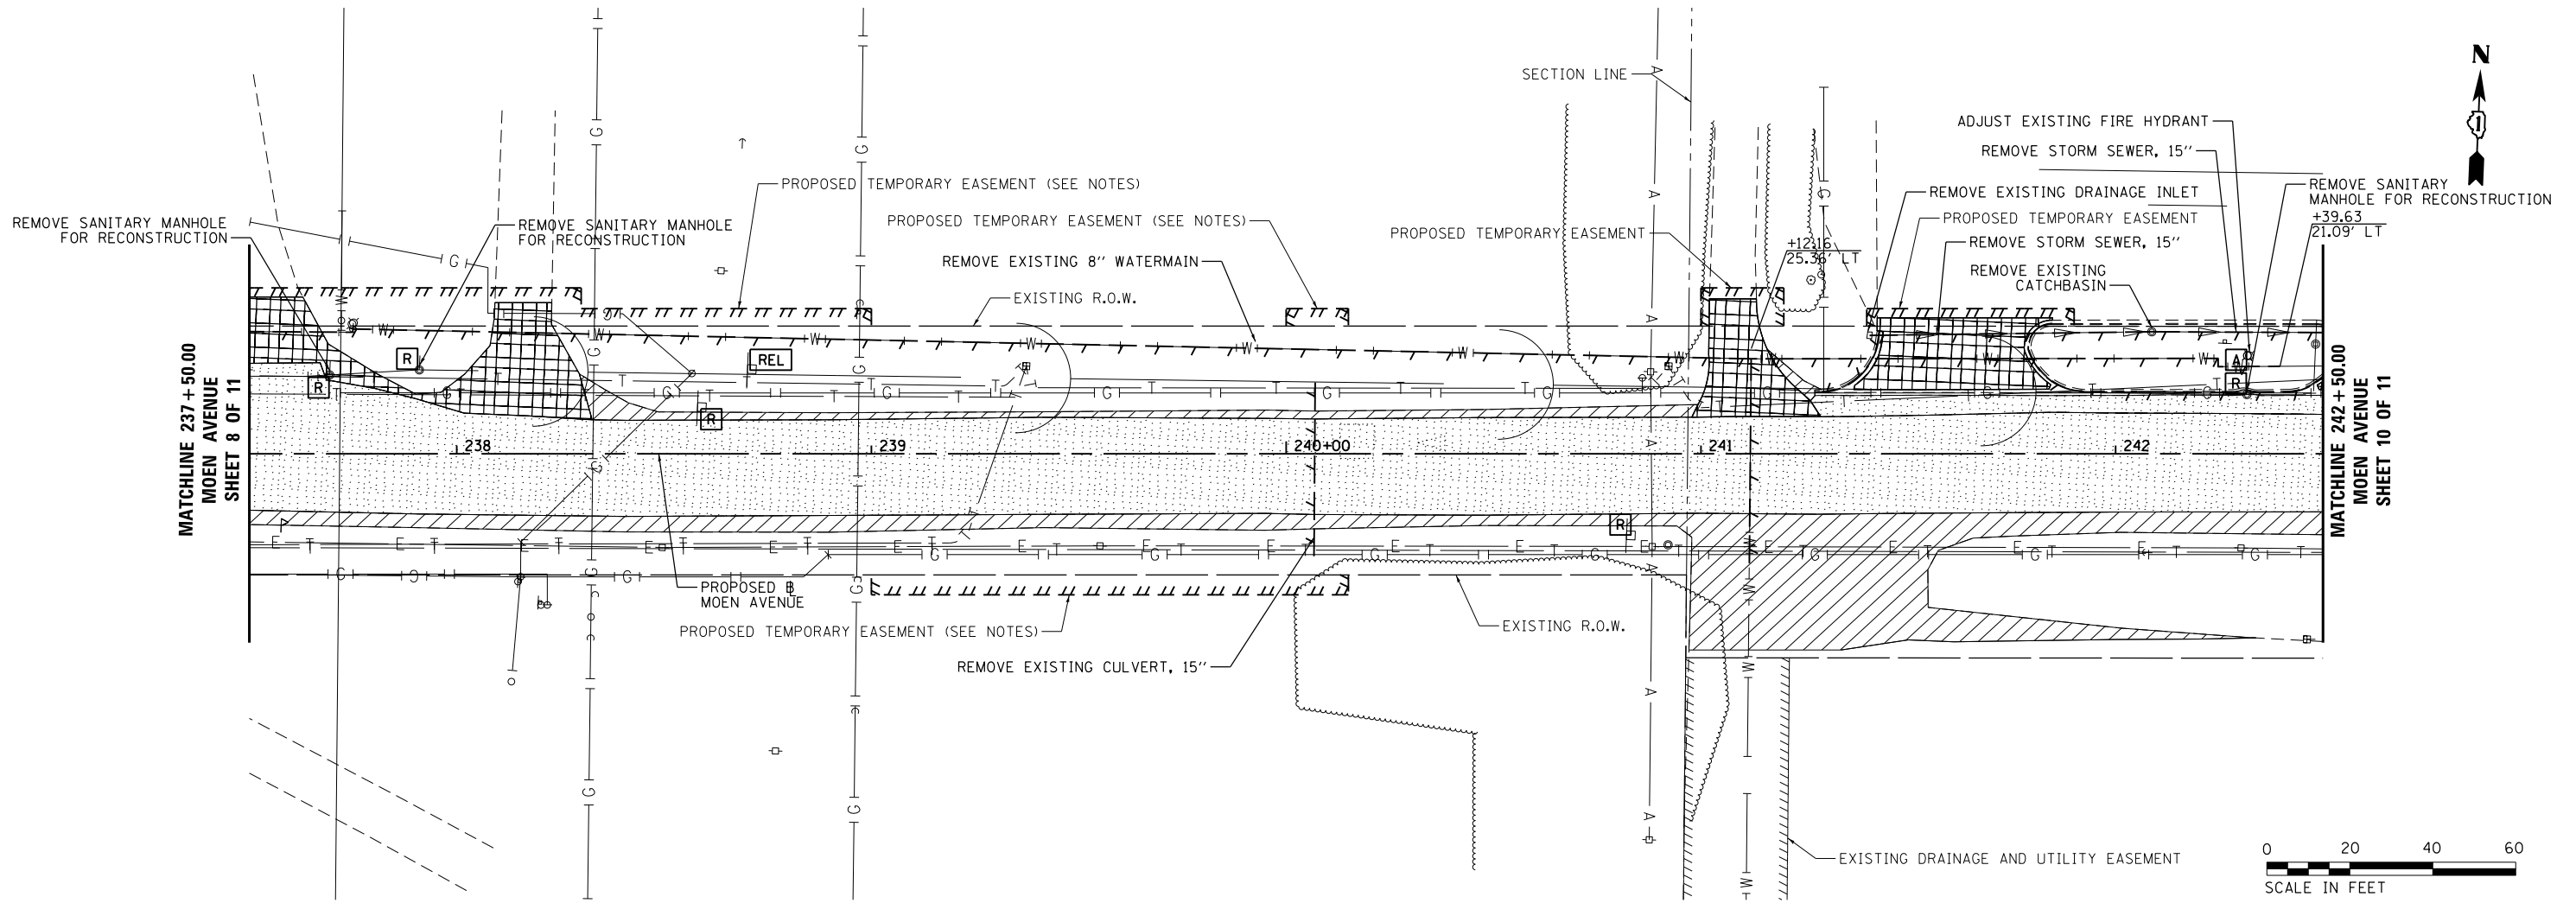 N
SECTION LINE
ADJUST EXISTING FIRE HYDRANT
REMOVE STORM SEWER, 15"
PROPOSED TEMPORARY EASEMENT (SEE NOTES)
REMOVE EXISTING DRAINAGE INLET
REMOVE SANITARY
MANHOLE FOR RECONSTRUCTION
+39.63
21.09' LT
REMOVE SANITARY MANHOLE
FOR RECONSTRUCTION
REMOVE SANITARY MANHOLE
FOR RECONSTRUCTION
PROPOSED TEMPORARY EASEMENT (SEE NOTES)
PROPOSED TEMPORARY EASEMENT
PROPOSED TEMPORARY EASEMENT
REMOVE STORM SEWER, 15"
+12.16
25.36' LT
REMOVE EXISTING 8" WATERMAIN
REMOVE EXISTING
CATCHBASIN
EXISTING R.O.W.
R
R
REL
R
A
R
R
MATCHLINE 237+50.00
MOEN AVENUE
SHEET 8 OF 11
238
239
240+00
241
242
MATCHLINE 242+50.00
MOEN AVENUE
SHEET 10 OF 11
PROPOSED BL
MOEN AVENUE
PROPOSED TEMPORARY EASEMENT (SEE NOTES)
EXISTING R.O.W.
REMOVE EXISTING CULVERT, 15"
EXISTING DRAINAGE AND UTILITY EASEMENT
0 20 40 60
SCALE IN FEET